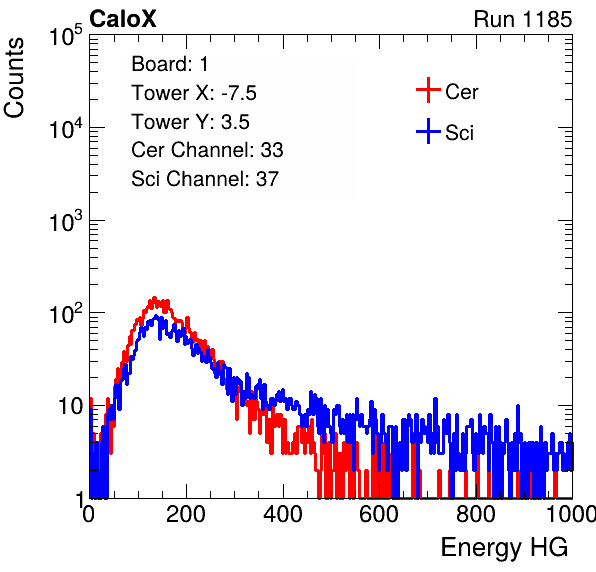 CaloX Run 1185
Counts
10^5
10^4
10^3
10^2
10
1
Board: 1
Tower X: -7.5
Tower Y: 3.5
Cer Channel: 33
Sci Channel: 37
Cer
Sci
0 200 400 600 800 1000
Energy HG